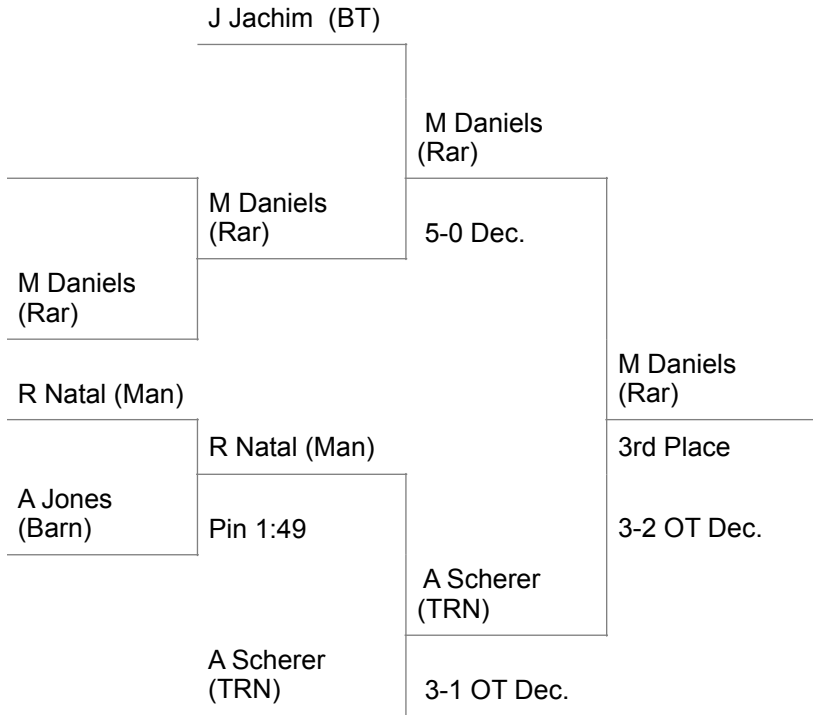 J Jachim (BT)
M Daniels
(Rar)
M Daniels
(Rar)
5-0 Dec.
M Daniels
(Rar)
M Daniels
(Rar)
R Natal (Man)
R Natal (Man)
3rd Place
A Jones
(Barn)
Pin 1:49
3-2 OT Dec.
A Scherer
(TRN)
A Scherer
(TRN)
3-1 OT Dec.